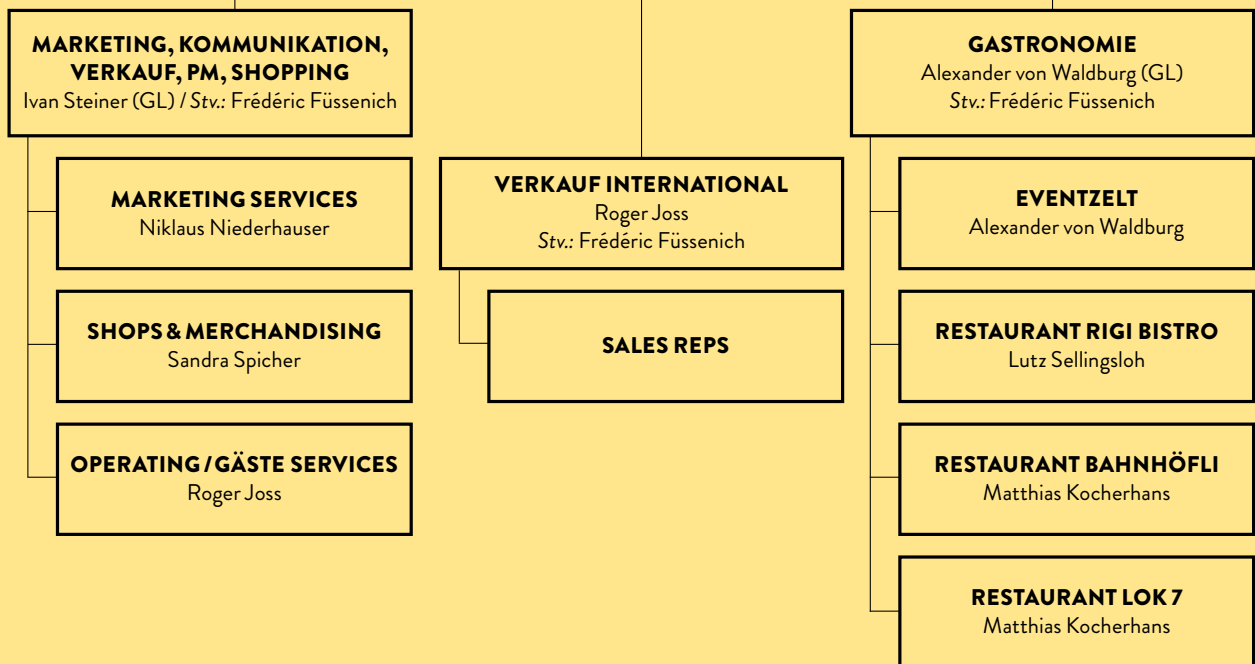 MARKETING, KOMMUNIKATION,
VERKAUF, PM, SHOPPING
Ivan Steiner (GL) / Stv.: Frédéric Füssenich
MARKETING SERVICES
Niklaus Niederhauser
SHOPS & MERCHANDISING
Sandra Spicher
OPERATING / GÄSTE SERVICES
Roger Joss
VERKAUF INTERNATIONAL
Roger Joss
Stv.: Frédéric Füssenich
SALES REPS
GASTRONOMIE
Alexander von Waldburg (GL)
Stv.: Frédéric Füssenich
EVENTZELT
Alexander von Waldburg
RESTAURANT RIGI BISTRO
Lutz Sellingsloh
RESTAURANT BAHNHÖFLI
Matthias Kocherhans
RESTAURANT LOK 7
Matthias Kocherhans